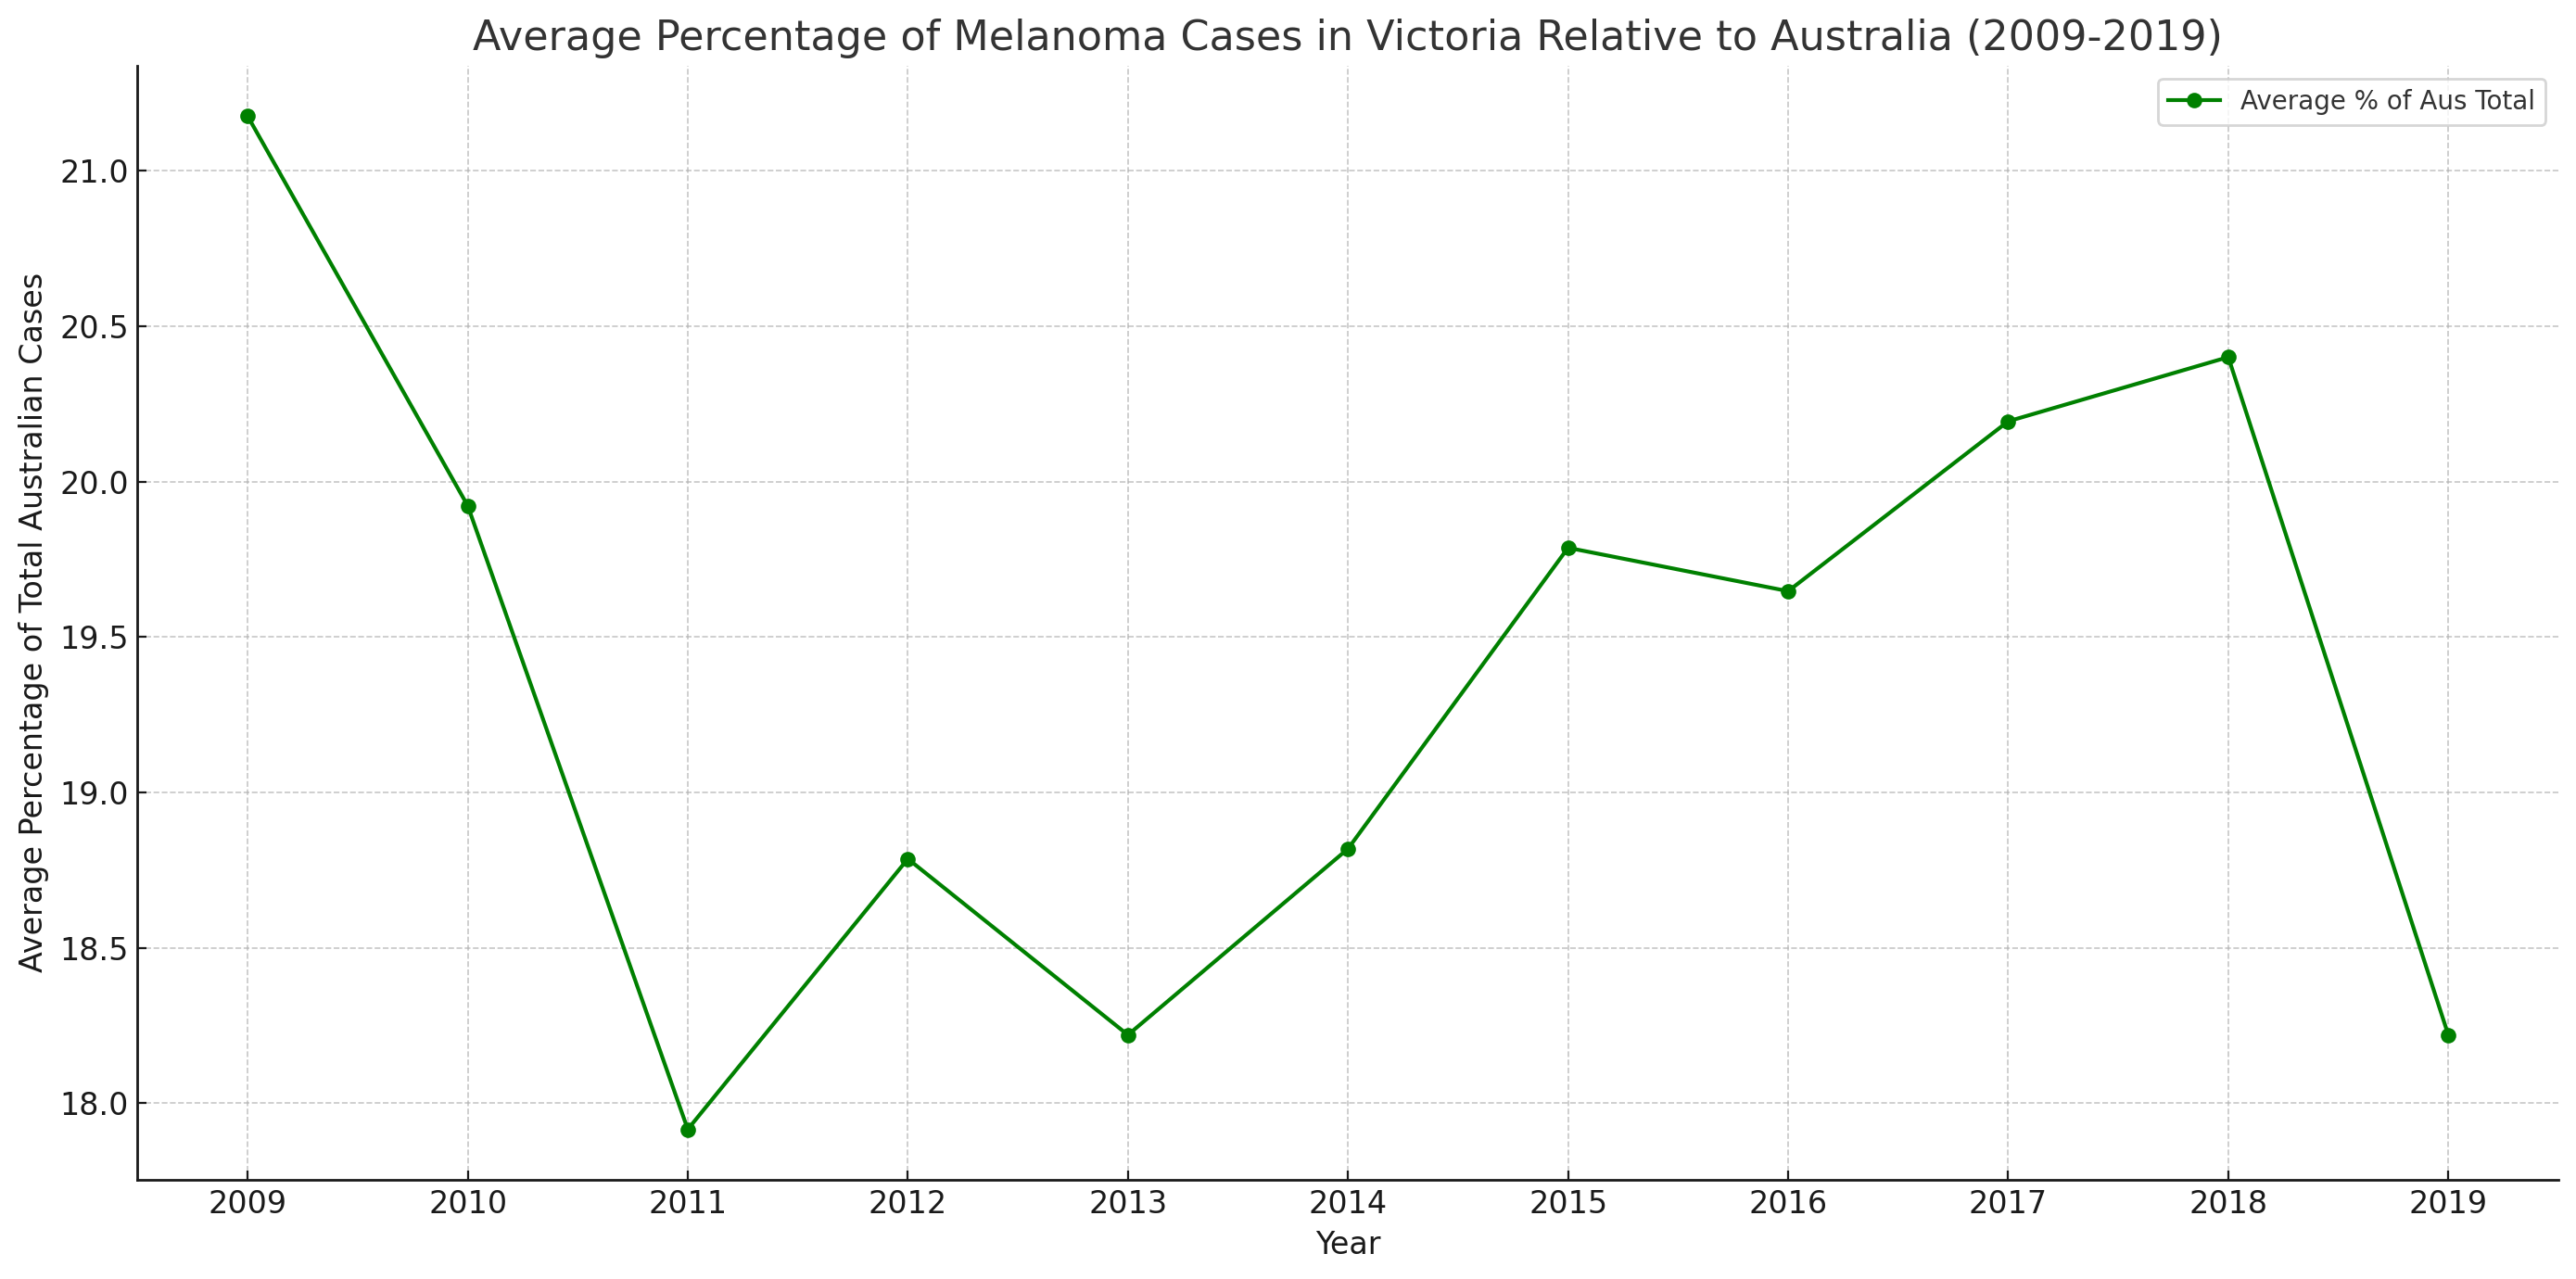 Average Percentage of Melanoma Cases in Victoria Relative to Australia (2009-2019)
Average % of Aus Total
Average Percentage of Total Australian Cases
21.0
20.5
20.0
19.5
19.0
18.5
18.0
2009 2010 2011 2012 2013 2014 2015 2016 2017 2018 2019
Year